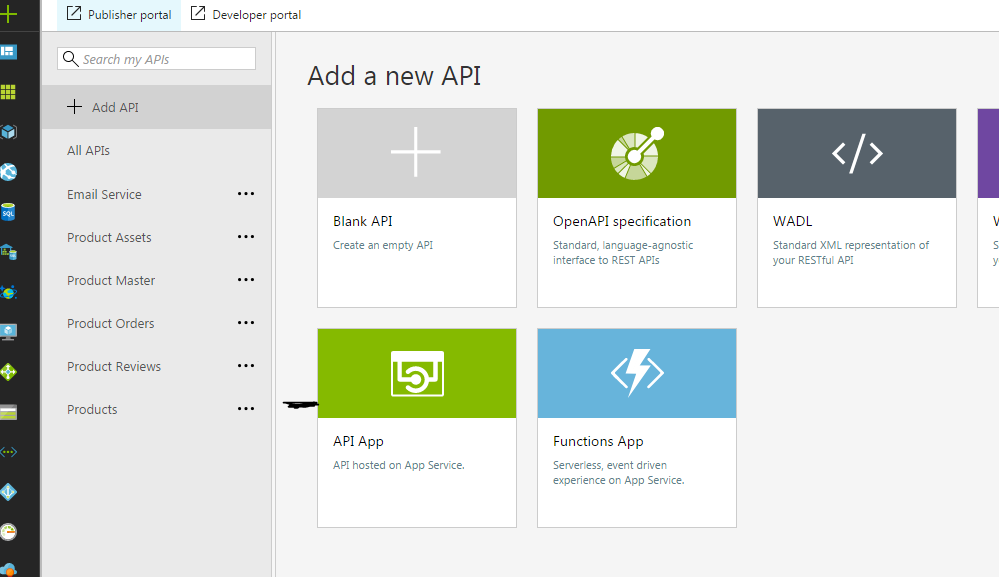 Publisher portal
Developer portal
Search my APIs
Add API
All APIs
Email Service
Product Assets
Product Master
Product Orders
Product Reviews
Products
Add a new API
Blank API
Create an empty API
OpenAPI specification
Standard, language-agnostic
interface to REST APIs
</>
WADL
Standard XML representation of
your RESTful API
API App
API hosted on App Service.
Functions App
Serverless, event driven
experience on App Service.
SQL